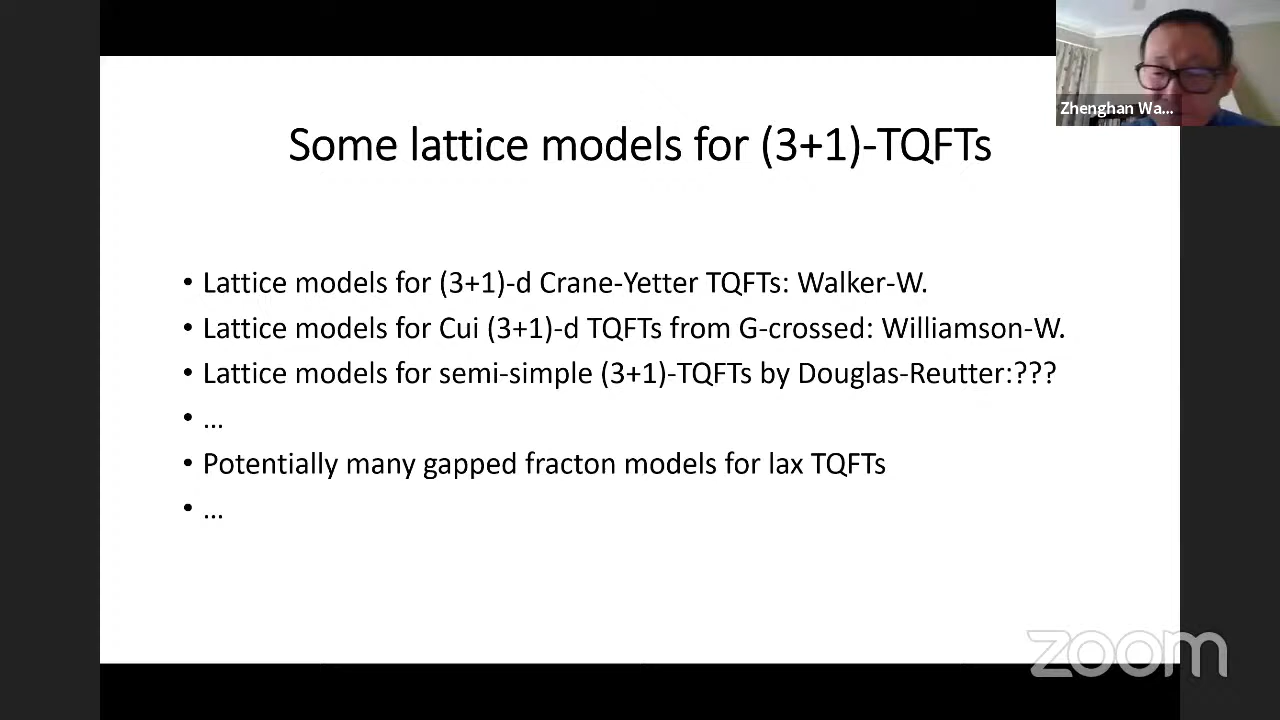 Zhenghan Wa...
Some lattice models for (3+1)-TQFTs
• Lattice models for (3+1)-d Crane-Yetter TQFTs: Walker-W.
• Lattice models for Cui (3+1)-d TQFTs from G-crossed: Williamson-W.
• Lattice models for semi-simple (3+1)-TQFTs by Douglas-Reutter:???
• ...
• Potentially many gapped fracton models for lax TQFTs
• ...
zoom